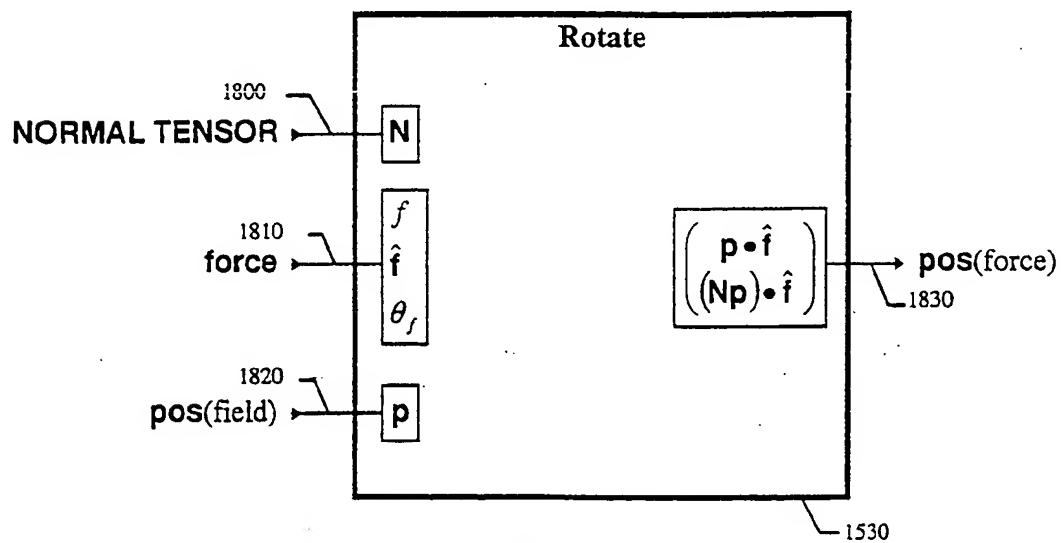 Rotate
1800
NORMAL TENSOR
N
f
1810
force
f̂
θ_f
p • f̂
(Np) • f̂
pos(force)
1830
1820
pos(field)
p
1530